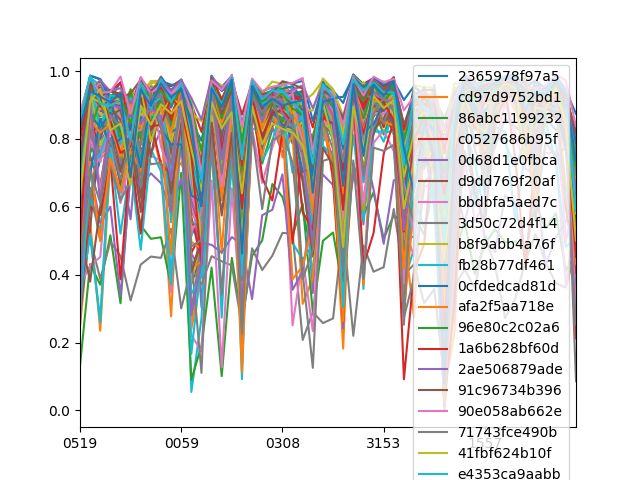 1.0
0.8
0.6
0.4
0.2
0.0
0519
0059
0308
3153
1557
2365978f97a5
cd97d9752bd1
86abc1199232
c0527686b95f
0d68d1e0fbca
d9dd769f20af
bbdbfa5aed7c
3d50c72d4f14
b8f9abb4a76f
fb28b77df461
0cfdedcad81d
afa2f5aa718e
96e80c2c02a6
1a6b628bf60d
2ae506879ade
91c96734b396
90e058ab662e
71743fce490b
41fbf624b10f
e4353ca9aabb